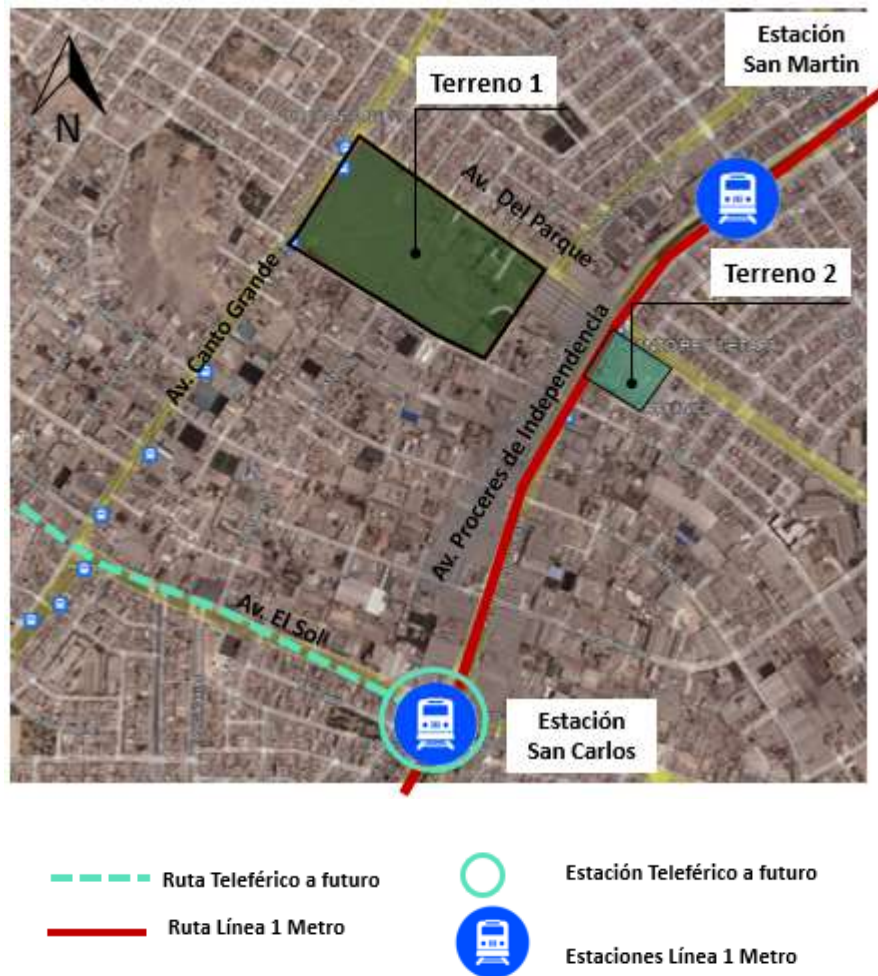 Estación
San Martin
Terreno 1
N
Av. Del Parque
Terreno 2
Av. Canto Grande
Av. Proceres de Independencia
Av. El Sol
Estación
San Carlos
Ruta Teleférico a futuro
Estación Teleférico a futuro
Ruta Línea 1 Metro
Estaciones Línea 1 Metro